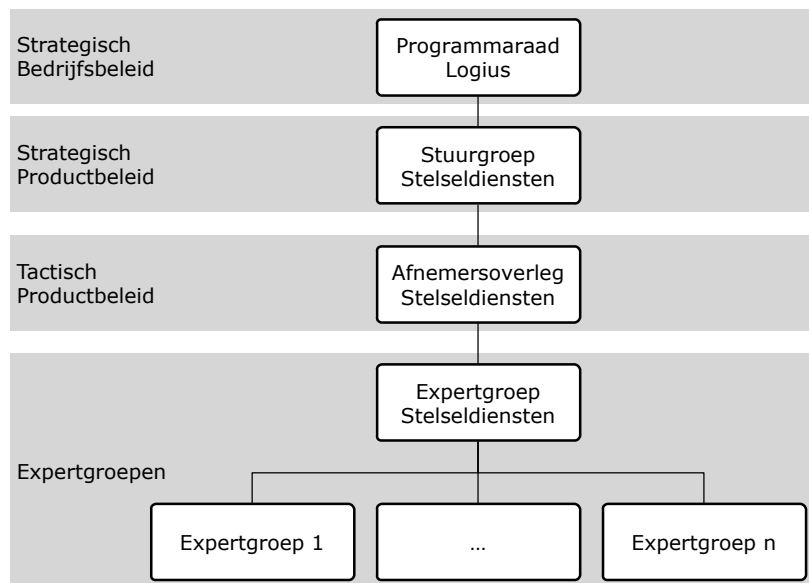 Strategisch
Bedrijfsbeleid
Programmaraad
Logius
Strategisch
Productbeleid
Stuurgroep
Stelseldiensten
Tactisch
Productbeleid
Afnemersoverleg
Stelseldiensten
Expertgroep
Stelseldiensten
Expertgroepen
Expertgroep 1
...
Expertgroep n